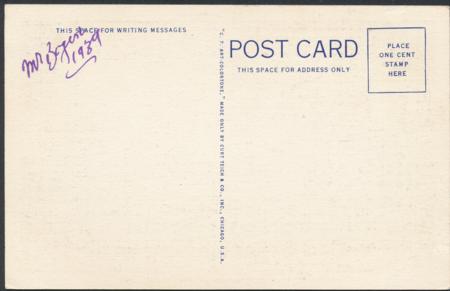 THIS SPACE FOR WRITING MESSAGES
1939
"C. T. ART-COLORTONE," MADE ONLY BY CURT TEICH & CO., INC., CHICAGO, U.S.A.
POST CARD
THIS SPACE FOR ADDRESS ONLY
PLACE
ONE CENT
STAMP
HERE